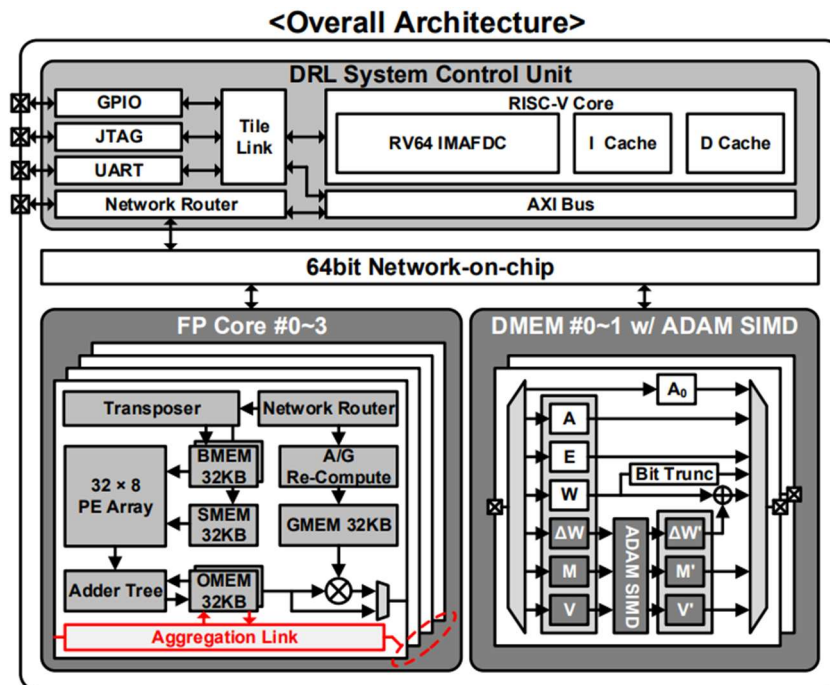 <Overall Architecture>
DRL System Control Unit
GPIO
JTAG
UART
Network Router
Tile
Link
RISC-V Core
RV64 IMAFDC
I Cache
D Cache
AXI Bus
64bit Network-on-chip
FP Core #0~3
Transposer
Network Router
BMEM
32KB
A/G
Re-Compute
32 × 8
PE Array
SMEM
32KB
GMEM 32KB
Adder Tree
OMEM
32KB
Aggregation Link
DMEM #0~1 w/ ADAM SIMD
A₀
A
E
Bit Trunc
W
ΔW
ADAM SIMD
ΔW'
M
M'
V
V'